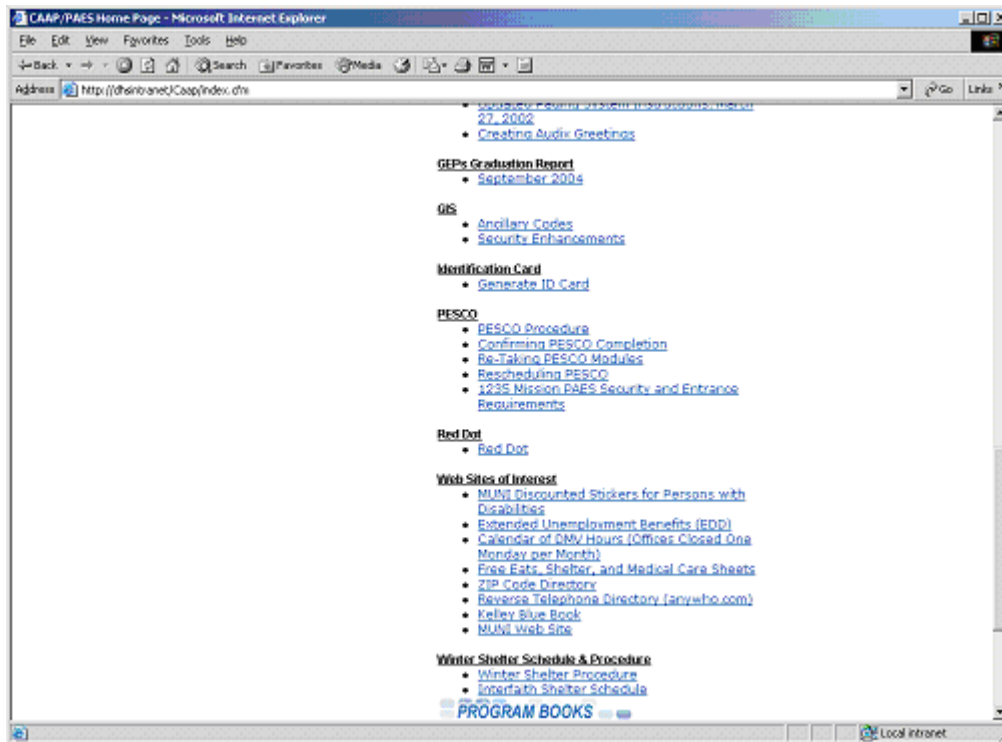 CAAP/PAES Home Page - Microsoft Internet Explorer
File Edit View Favorites Tools Help
Back Search Favorites Media
Address http://dhsintranet/Caap/index.cfm Go Links
Updated Paging System Instructions, March
27, 2002
Creating Audix Greetings
GEPs Graduation Report
September 2004
GIS
Ancillary Codes
Security Enhancements
Identification Card
Generate ID Card
PESCO
PESCO Procedure
Confirming PESCO Completion
Re-Taking PESCO Modules
Rescheduling PESCO
1235 Mission PAES Security and Entrance
Requirements
Red Dot
Red Dot
Web Sites of Interest
MUNI Discounted Stickers for Persons with
Disabilities
Extended Unemployment Benefits (EDD)
Calendar of DMV Hours (Offices Closed One
Monday per Month)
Free Eats, Shelter, and Medical Care Sheets
ZIP Code Directory
Reverse Telephone Directory (anywho.com)
Kelley Blue Book
MUNI Web Site
Winter Shelter Schedule & Procedure
Winter Shelter Procedure
Interfaith Shelter Schedule
PROGRAM BOOKS
Local intranet